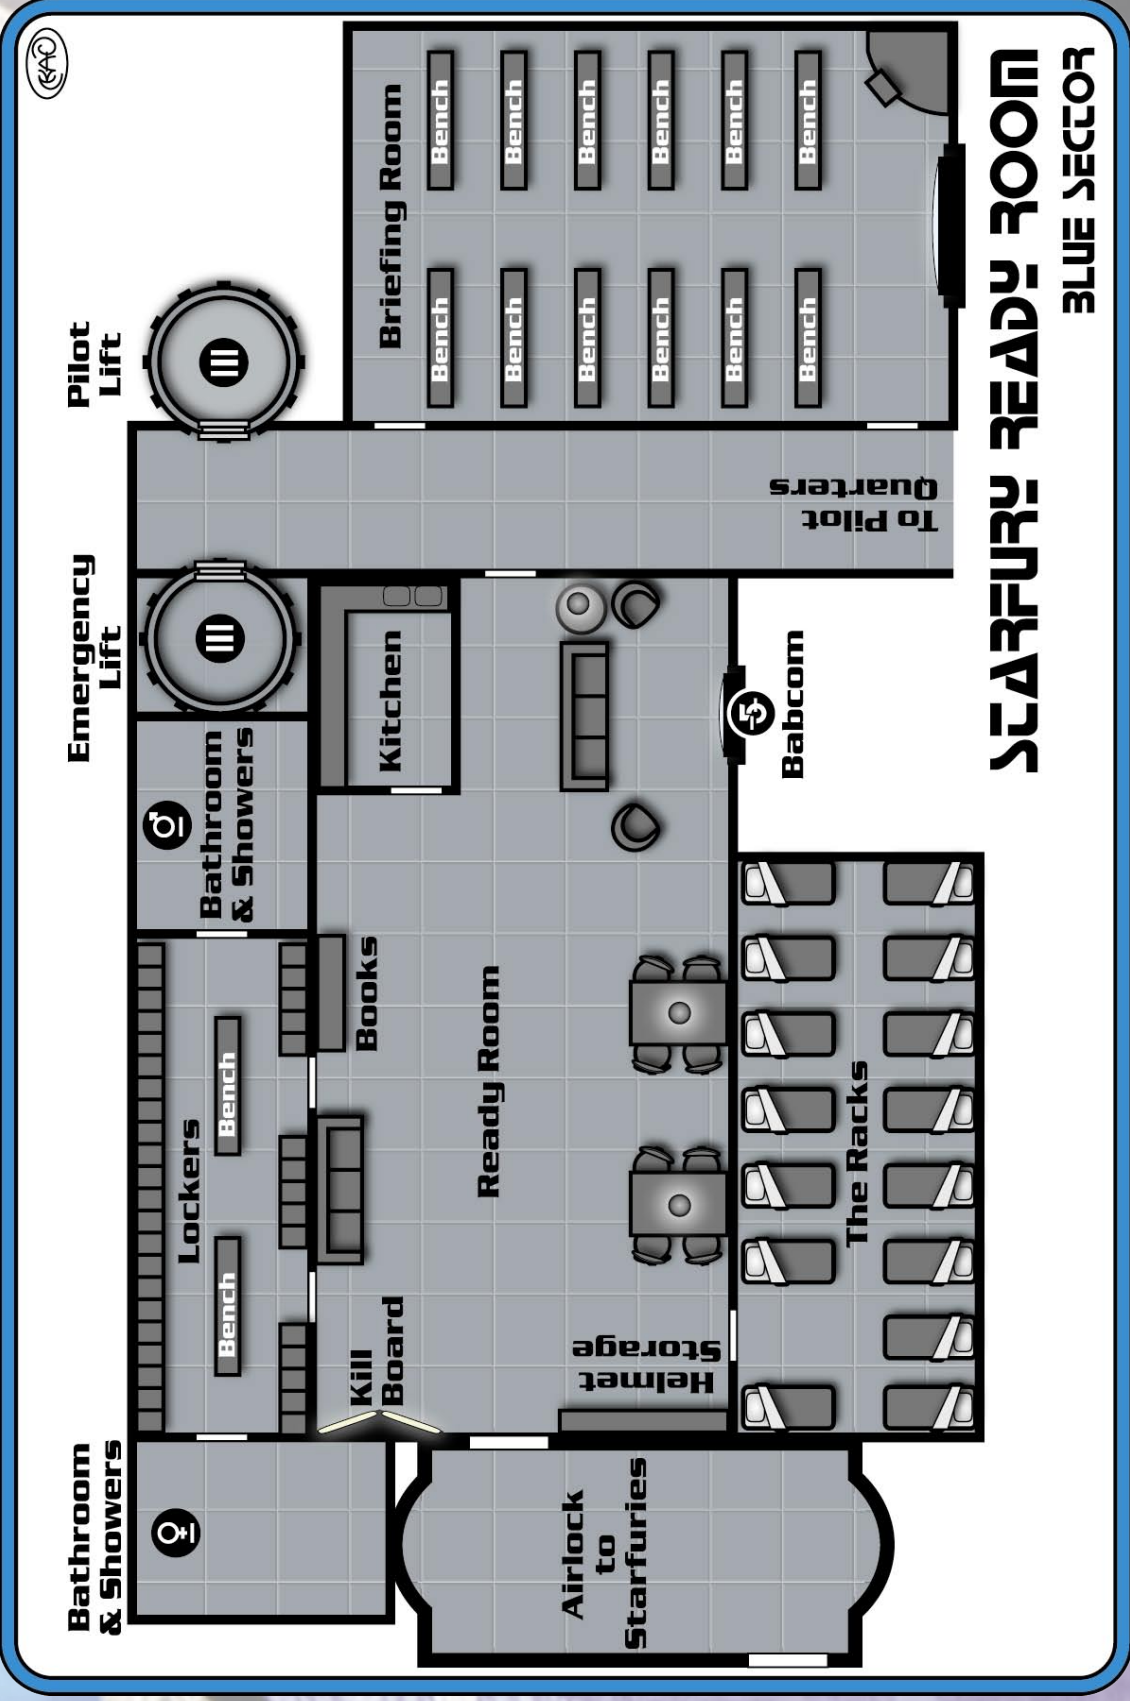 STARFURY READY ROOM
BLUE SECTOR
Bathroom
& Showers
Emergency
Lift
Pilot
Lift
Lockers
Bench
Bench
Bathroom
& Showers
Kill
Board
Books
Kitchen
Ready Room
Helmet
Storage
Airlock
to
Starfuries
The Racks
Babcom
5
To Pilot
Quarters
Briefing Room
Bench
Bench
Bench
Bench
Bench
Bench
Bench
Bench
Bench
Bench
Bench
Bench